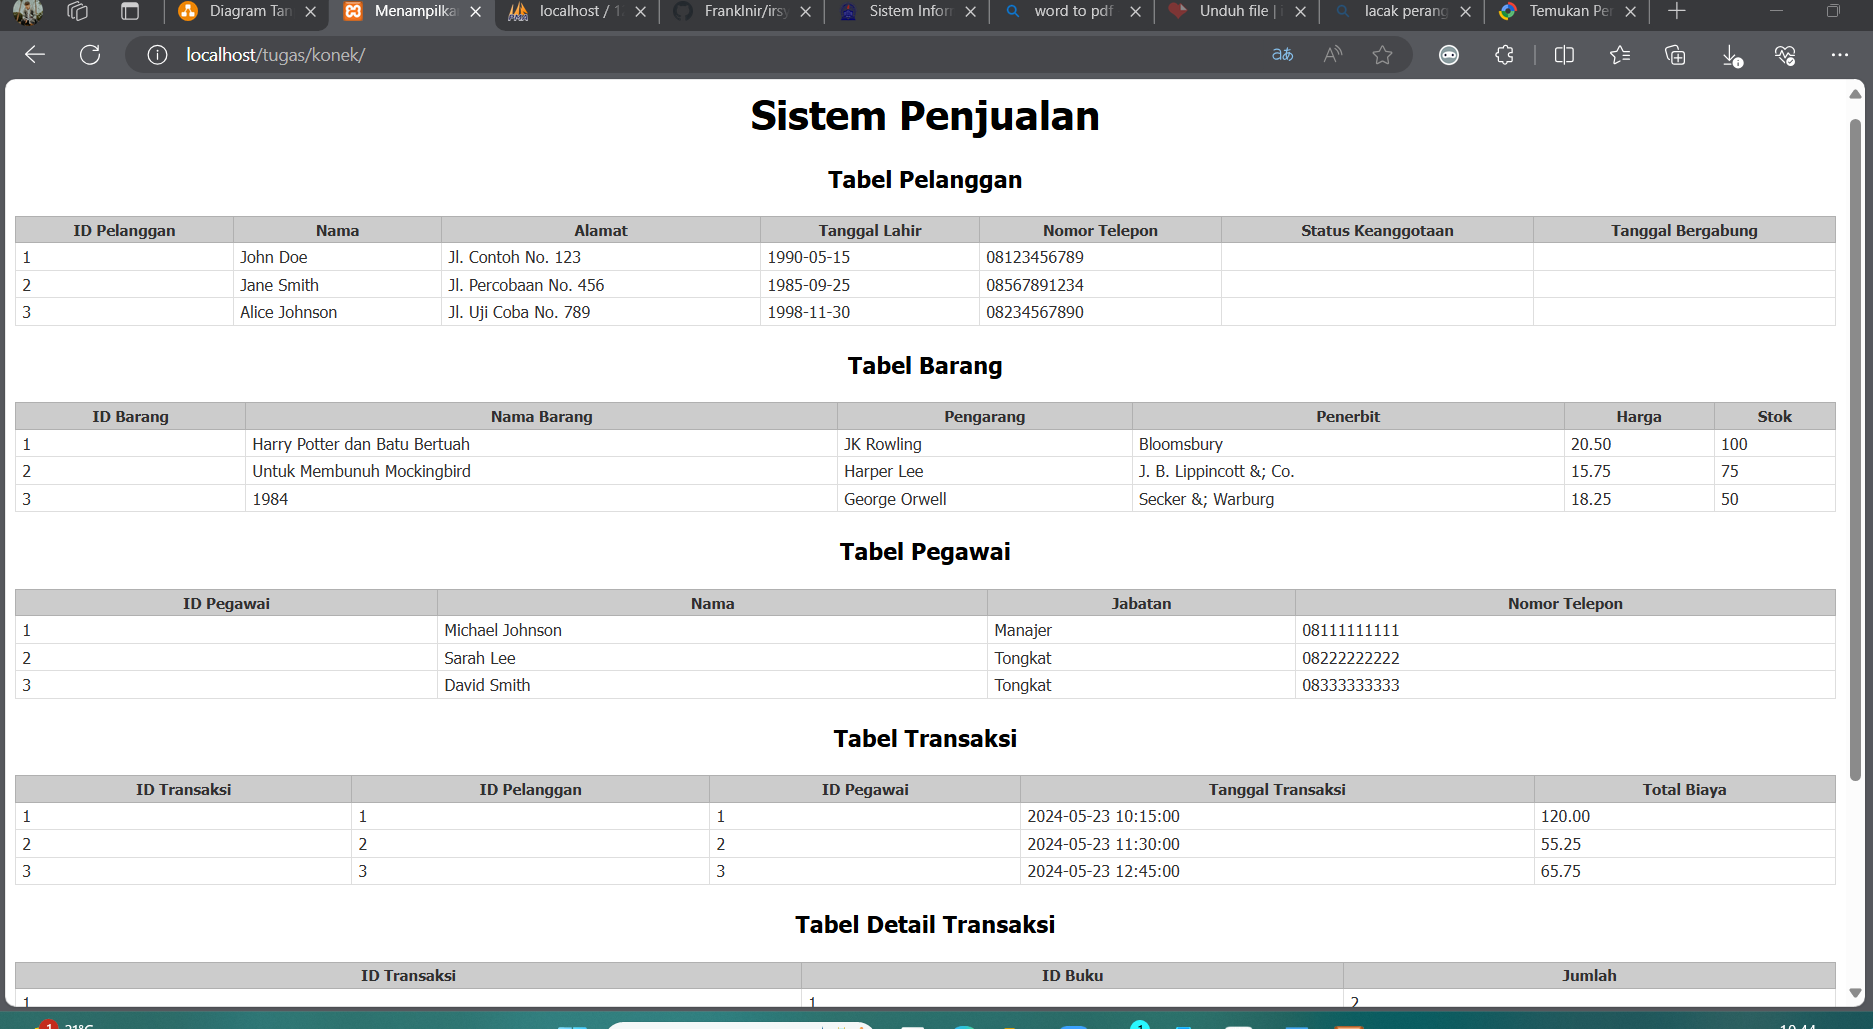 Diagram Tan
Menampilka
localhost / 1
FrankInir/irsy
Sistem Inforr
word to pdf
Unduh file | i
lacak perang
Temukan Per
localhost/tugas/konek/
Sistem Penjualan
Tabel Pelanggan
ID Pelanggan Nama Alamat Tanggal Lahir Nomor Telepon Status Keanggotaan Tanggal Bergabung
1 John Doe Jl. Contoh No. 123 1990-05-15 08123456789
2 Jane Smith Jl. Percobaan No. 456 1985-09-25 08567891234
3 Alice Johnson Jl. Uji Coba No. 789 1998-11-30 08234567890
Tabel Barang
ID Barang Nama Barang Pengarang Penerbit Harga Stok
1 Harry Potter dan Batu Bertuah JK Rowling Bloomsbury 20.50 100
2 Untuk Membunuh Mockingbird Harper Lee J. B. Lippincott &; Co. 15.75 75
3 1984 George Orwell Secker &; Warburg 18.25 50
Tabel Pegawai
ID Pegawai Nama Jabatan Nomor Telepon
1 Michael Johnson Manajer 08111111111
2 Sarah Lee Tongkat 08222222222
3 David Smith Tongkat 08333333333
Tabel Transaksi
ID Transaksi ID Pelanggan ID Pegawai Tanggal Transaksi Total Biaya
1 1 1 2024-05-23 10:15:00 120.00
2 2 2 2024-05-23 11:30:00 55.25
3 3 3 2024-05-23 12:45:00 65.75
Tabel Detail Transaksi
ID Transaksi ID Buku Jumlah
1 1 2